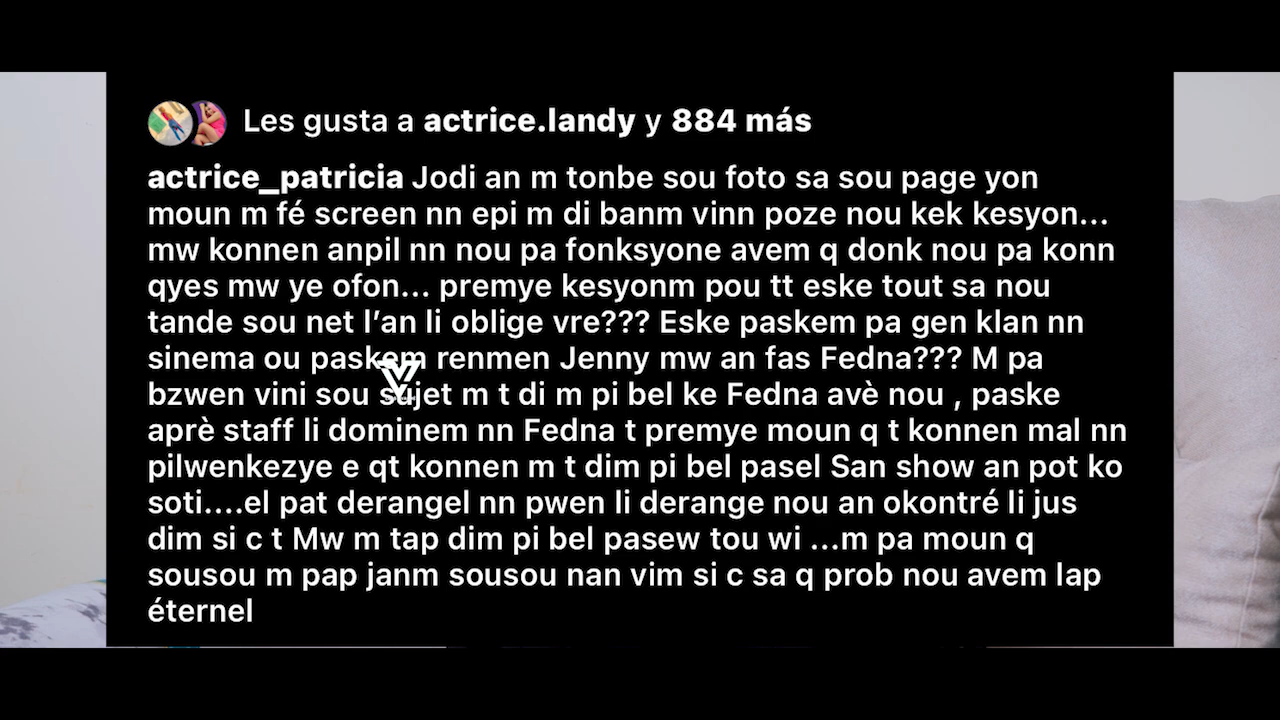 Les gusta a actrice.landy y 884 más
actrice_patricia Jodi an m tonbe sou foto sa sou page yon
moun m fé screen nn epi m di banm vinn poze nou kek kesyon...
mw konnen anpil nn nou pa fonksyone avem q donk nou pa konn
qyes mw ye ofon... premye kesyonm pou tt eske tout sa nou
tande sou net l’an li oblige vre??? Eske paskem pa gen klan nn
sinema ou paskem renmen Jenny mw an fas Fedna??? M pa
bzwen vini sou sujet m t di m pi bel ke Fedna avè nou , paske
aprè staff li dominem nn Fedna t premye moun q t konnen mal nn
pilwenkezye e qt konnen m t dim pi bel pasel San show an pot ko
soti....el pat derangel nn pwen li derange nou an okontré li jus
dim si c t Mw m tap dim pi bel pasew tou wi ...m pa moun q
sousou m pap janm sousou nan vim si c sa q prob nou avem lap
éternel